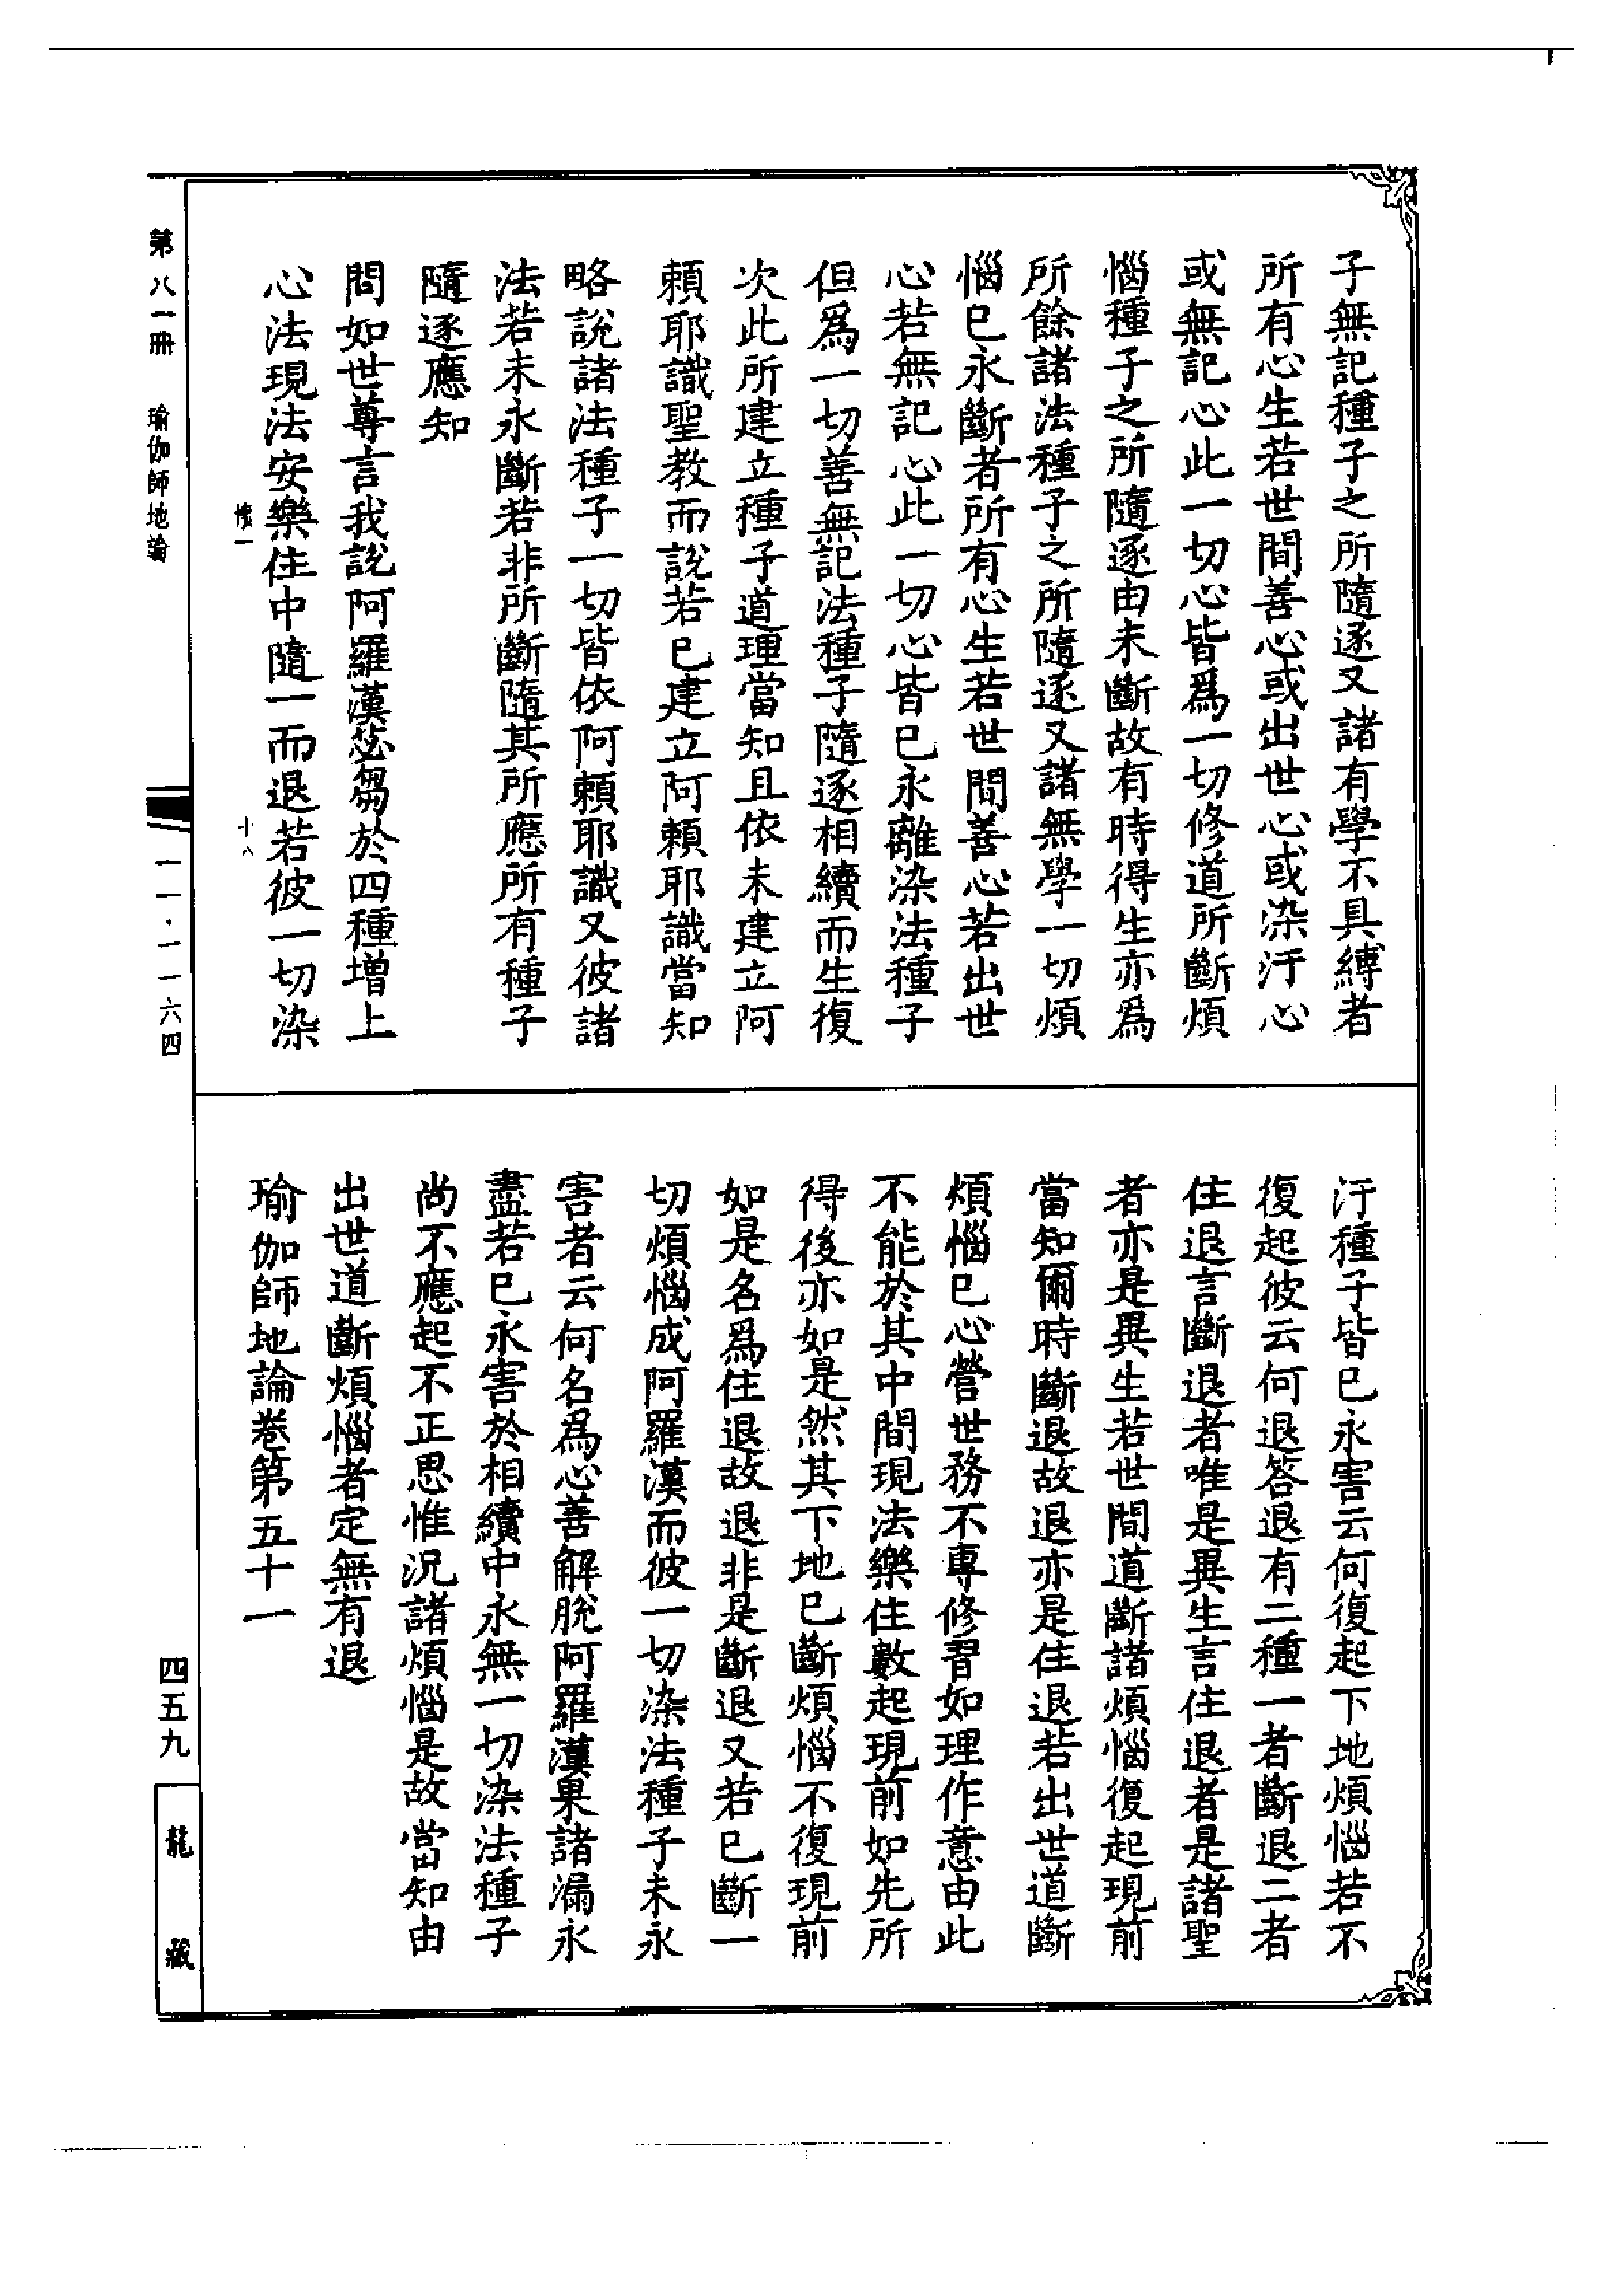 子無記種子之所隨逐又諸有學不具縛者
所有心生若世間善心或出世心或染汙心
或無記心此一切心皆爲一切修道所斷煩
惱種子之所隨逐由未斷故有時得生亦爲
所餘諸法種子之所隨逐又諸無學一切煩
惱已永斷者所有心生若世間善心若出世
心若無記心此一切心皆已永離染法種子
但爲一切善無記法種子隨逐相續而生復
次此所建立種子道理當知且依未建立阿
賴耶識聖教而說若已建立阿賴耶識當知
略說諸法種子一切皆依阿賴耶識又彼諸
法若未永斷若非所斷隨其所應所有種子
隨逐應知
問如世尊言我說阿羅漢苾芻於四種增上
心法現法安樂住中隨一而退若彼一切染
汙種子皆已永害云何復起下地煩惱若不
復起彼云何退答退有二種一者斷退二者
住退言斷退者唯是異生言住退者是諸聖
者亦是異生若世間道斷諸煩惱復起現前
當知爾時斷退故退亦是住退若出世道斷
煩惱已心營世務不專修習如理作意由此
不能於其中間現法樂住數起現前如先所
得後亦如是然其下地已斷煩惱不復現前
如是名爲住退故退非是斷退又若已斷一
切煩惱成阿羅漢而彼一切染法種子未永
害者云何名爲心善解脫阿羅漢果諸漏永
盡若已永害於相續中永無一切染法種子
尚不應起不正思惟況諸煩惱是故當知由
出世道斷煩惱者定無有退
瑜伽師地論卷第五十一
十八
第八一冊 瑜伽師地論
一一·一一六四
四五九
龍藏